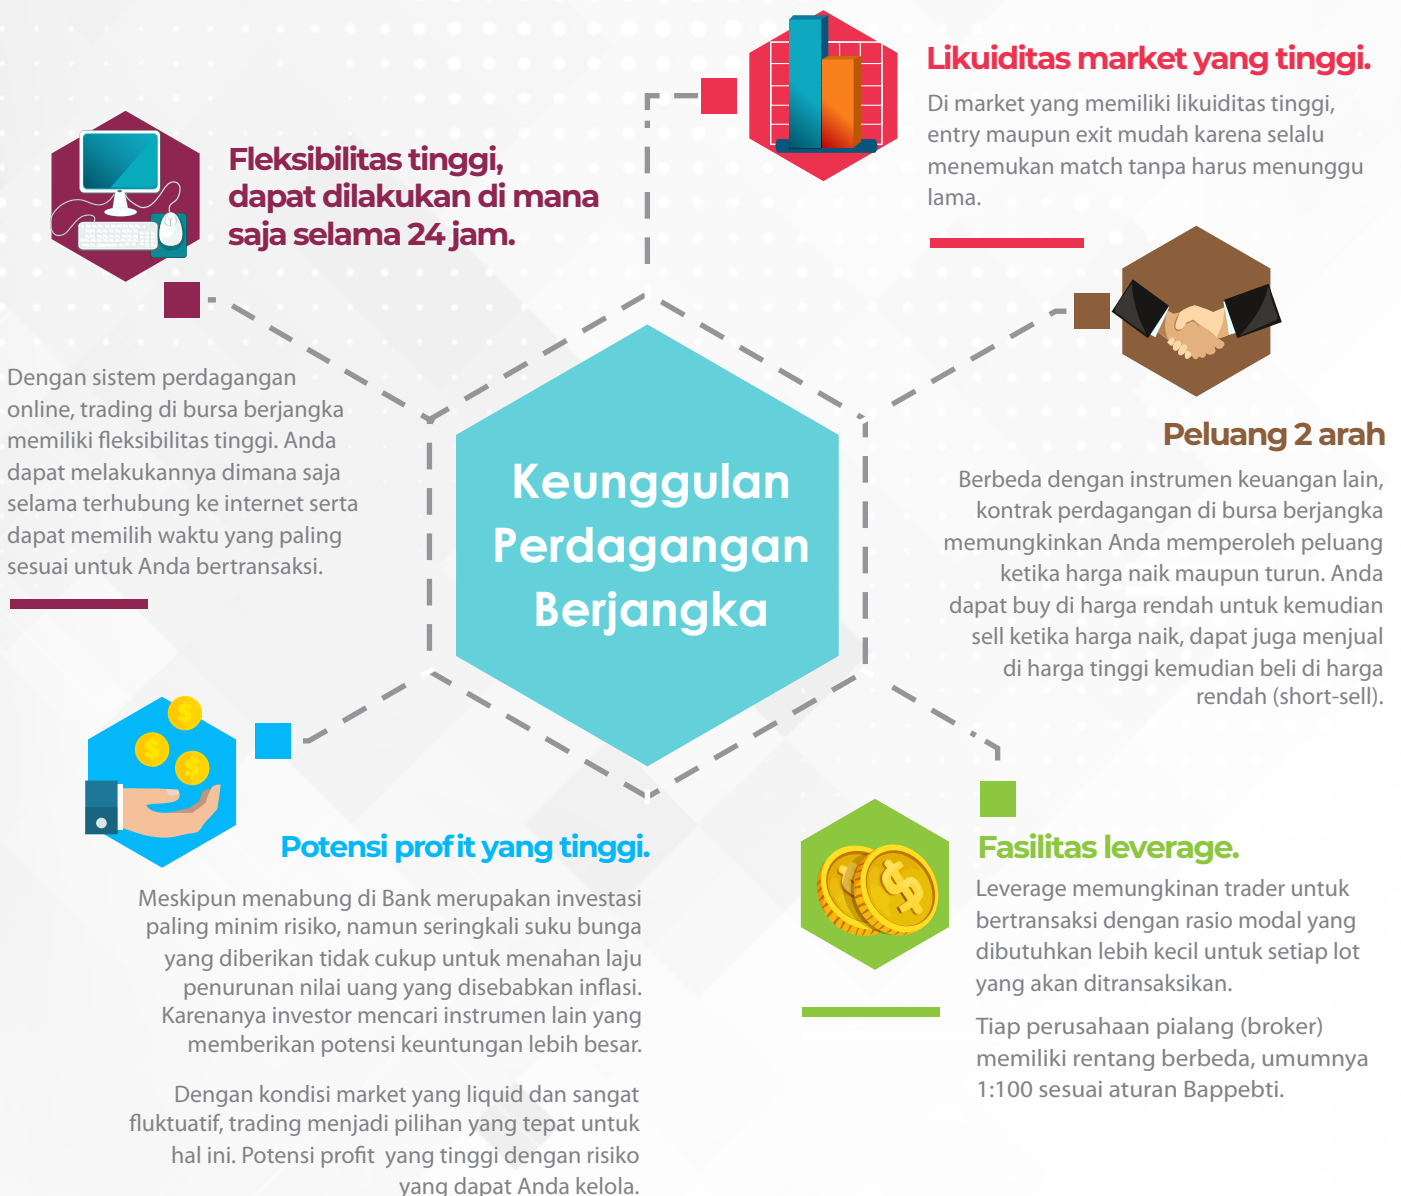 Keunggulan
Perdagangan
Berjangka
Fleksibilitas tinggi,
dapat dilakukan di mana
saja selama 24 jam.
Dengan sistem perdagangan
online, trading di bursa berjangka
memiliki fleksibilitas tinggi. Anda
dapat melakukannya dimana saja
selama terhubung ke internet serta
dapat memilih waktu yang paling
sesuai untuk Anda bertransaksi.
Likuiditas market yang tinggi.
Di market yang memiliki likuiditas tinggi,
entry maupun exit mudah karena selalu
menemukan match tanpa harus menunggu
lama.
Peluang 2 arah
Berbeda dengan instrumen keuangan lain,
kontrak perdagangan di bursa berjangka
memungkinkan Anda memperoleh peluang
ketika harga naik maupun turun. Anda
dapat buy di harga rendah untuk kemudian
sell ketika harga naik, dapat juga menjual
di harga tinggi kemudian beli di harga
rendah (short-sell).
Potensi profit yang tinggi.
Meskipun menabung di Bank merupakan investasi
paling minim risiko, namun seringkali suku bunga
yang diberikan tidak cukup untuk menahan laju
penurunan nilai uang yang disebabkan inflasi.
Karenanya investor mencari instrumen lain yang
memberikan potensi keuntungan lebih besar.
Dengan kondisi market yang liquid dan sangat
fluktuatif, trading menjadi pilihan yang tepat untuk
hal ini. Potensi profit yang tinggi dengan risiko
yang dapat Anda kelola.
Fasilitas leverage.
Leverage memungkinan trader untuk
bertransaksi dengan rasio modal yang
dibutuhkan lebih kecil untuk setiap lot
yang akan ditransaksikan.
Tiap perusahaan pialang (broker)
memiliki rentang berbeda, umumnya
1:100 sesuai aturan Bappebti.